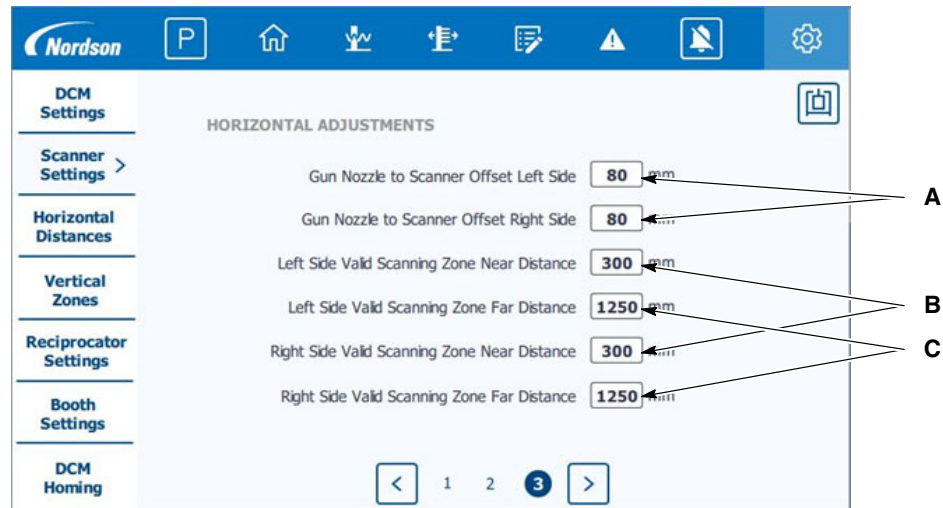 Nordson
P
DCM
Settings
Scanner
Settings >
Horizontal
Distances
Vertical
Zones
Reciprocator
Settings
Booth
Settings
DCM
Homing
HORIZONTAL ADJUSTMENTS
Gun Nozzle to Scanner Offset Left Side 80 mm
Gun Nozzle to Scanner Offset Right Side 80 mm
Left Side Valid Scanning Zone Near Distance 300 mm
Left Side Valid Scanning Zone Far Distance 1250 mm
Right Side Valid Scanning Zone Near Distance 300 mm
Right Side Valid Scanning Zone Far Distance 1250 mm
< 1 2 3 >
A
B
C